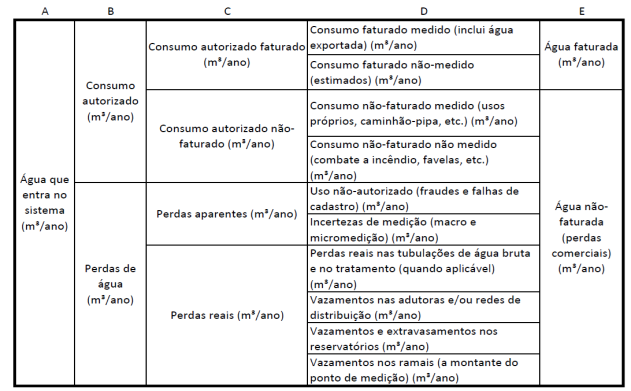 A B C D E
Água que
entra no
sistema
(m³/ano)
Consumo
autorizado
(m³/ano)
Consumo autorizado faturado
(m³/ano)
Consumo faturado medido (inclui água
exportada) (m³/ano)
Consumo faturado não-medido
(estimados) (m³/ano)
Água faturada
(m³/ano)
Consumo autorizado não-
faturado (m³/ano)
Consumo não-faturado medido (usos
próprios, caminhão-pipa, etc.) (m³/ano)
Consumo não-faturado não medido
(combate a incêndio, favelas, etc.)
(m³/ano)
Água não-
faturada
(perdas
comerciais)
(m³/ano)
Perdas de
água
(m³/ano)
Perdas aparentes (m³/ano)
Uso não-autorizado (fraudes e falhas de
cadastro) (m³/ano)
Incertezas de medição (macro e
micromedição) (m³/ano)
Perdas reais (m³/ano)
Perdas reais nas tubulações de água bruta
e no tratamento (quando aplicável)
(m³/ano)
Vazamentos nas adutoras e/ou redes de
distribuição (m³/ano)
Vazamentos e extravasamentos nos
reservatórios (m³/ano)
Vazamentos nos ramais (a montante do
ponto de medição) (m³/ano)